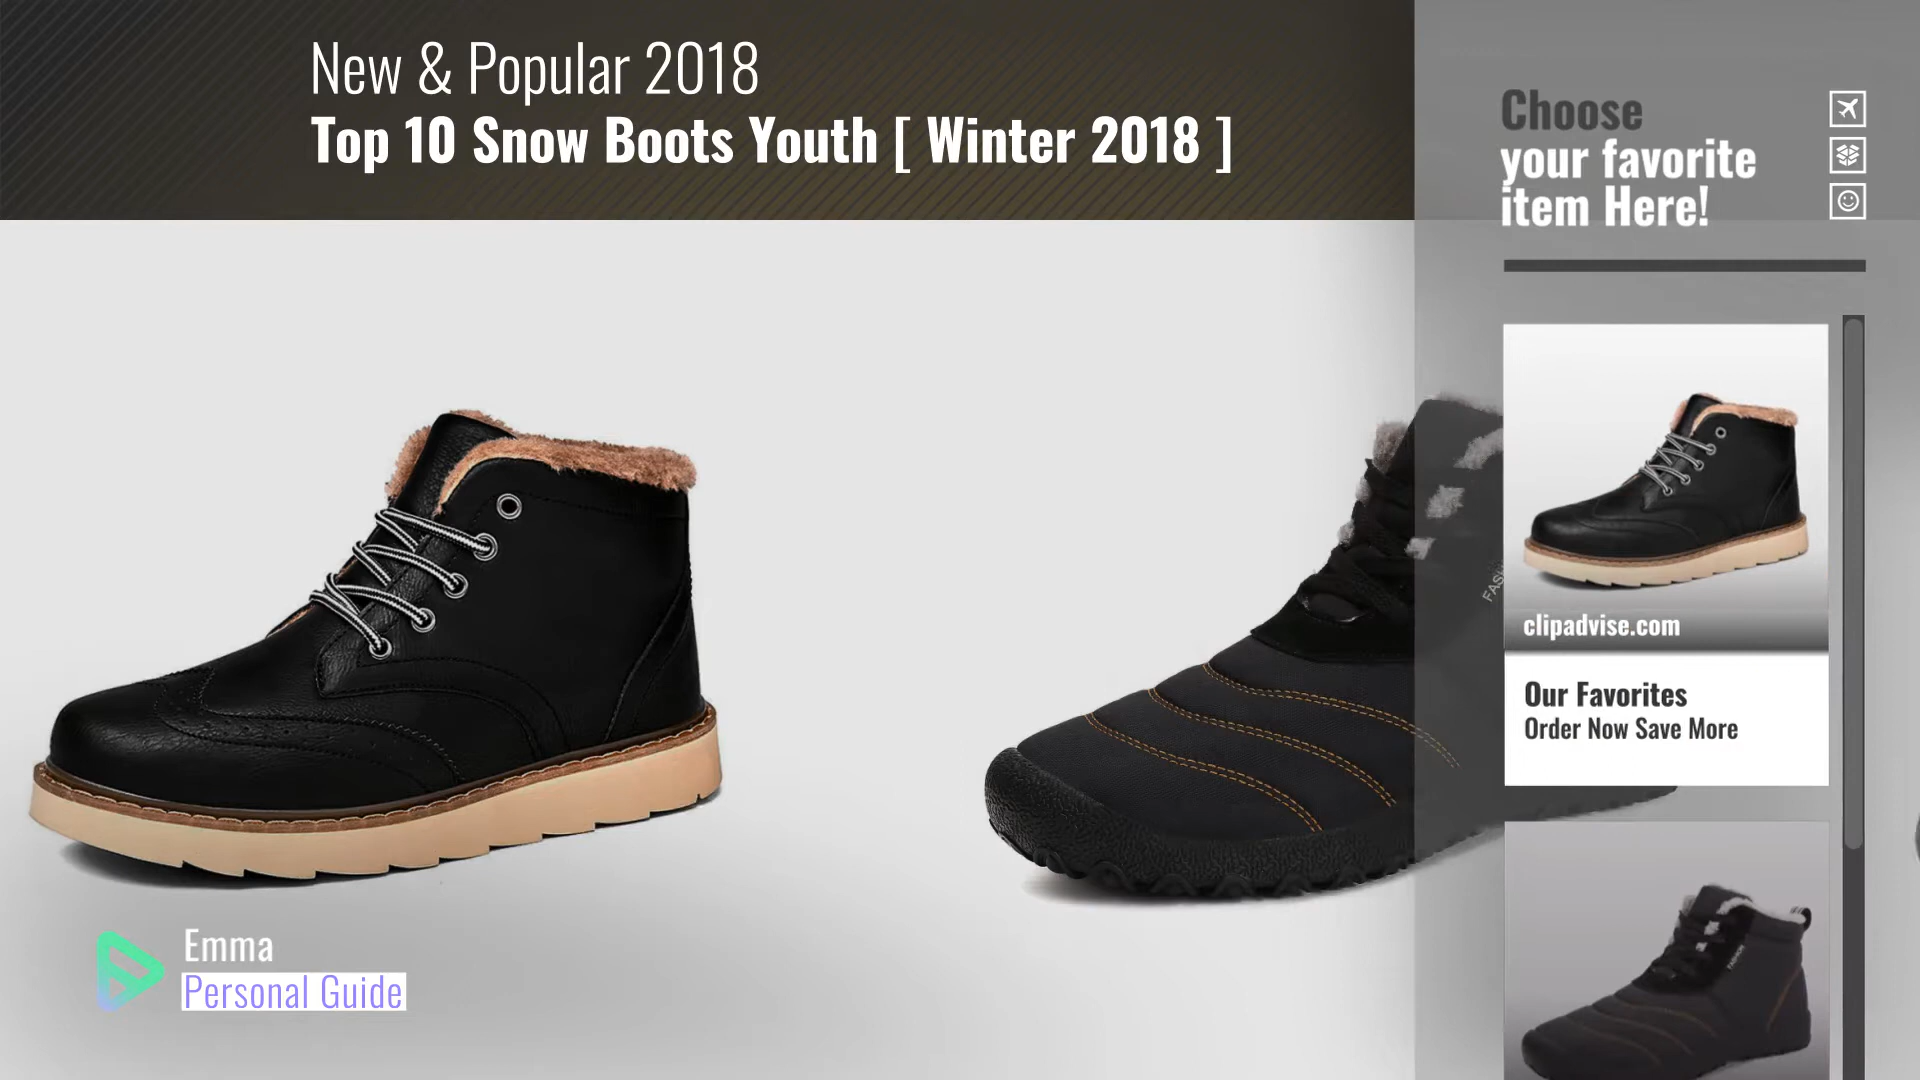 New & Popular 2018
Top 10 Snow Boots Youth [ Winter 2018 ]
Choose
your favorite
item Here!
clipadvise.com
Our Favorites
Order Now Save More
Emma
Personal Guide